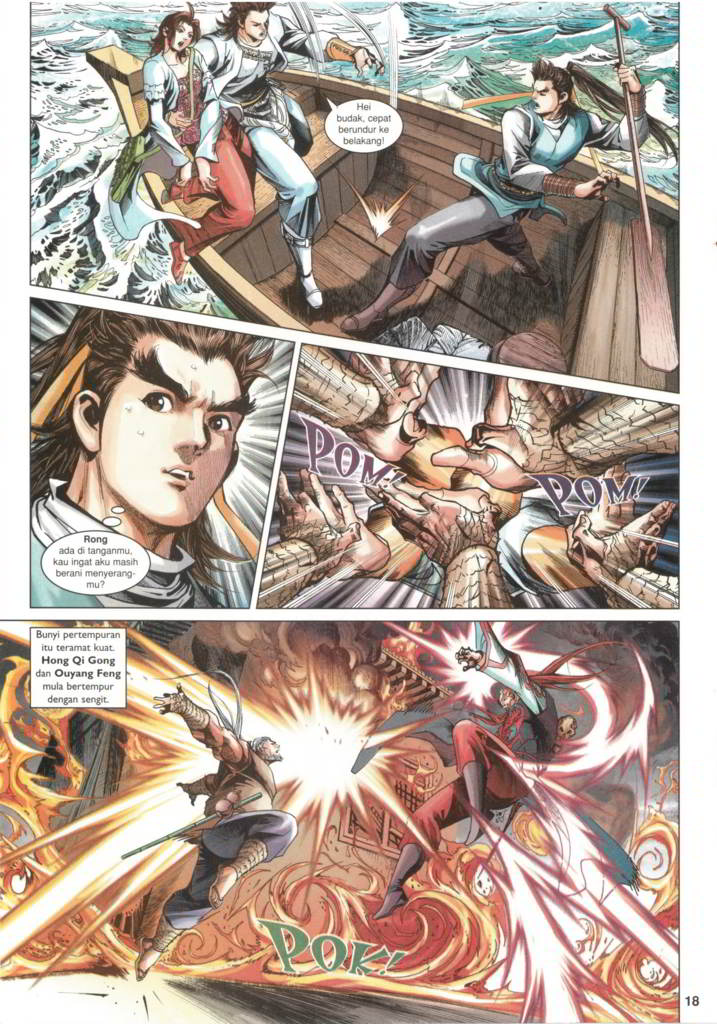 Hei
budak, cepat
berundur ke
belakang!
Rong
ada di tanganmu,
kau ingat aku masih
berani menyerang-
mu?
POM!
POM!
Bunyi pertempuran
itu teramat kuat.
Hong Qi Gong
dan Ouyang Feng
mula bertempur
dengan sengit.
POK!
18